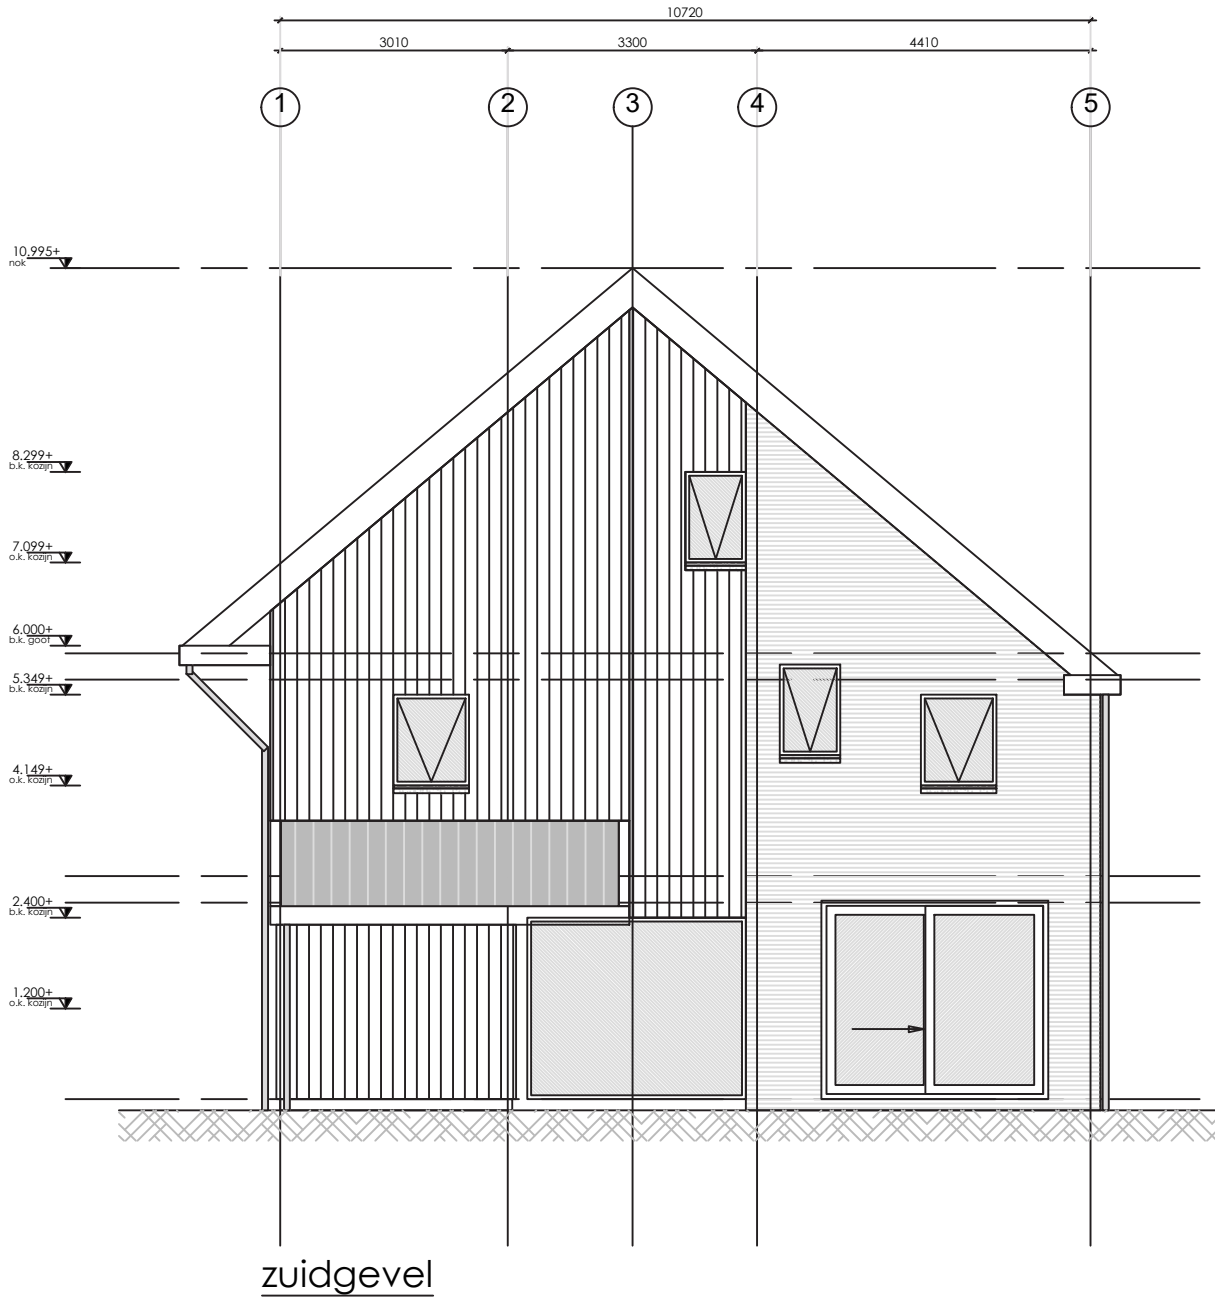 10720
3010 3300 4410
1 2 3 4 5
10.995+
nok
8.299+
b.k. kozijn
7.099+
o.k. kozijn
6.000+
b.k. goot
5.349+
b.k. kozijn
4.149+
o.k. kozijn
2.400+
b.k. kozijn
1.200+
o.k. kozijn
zuidgevel